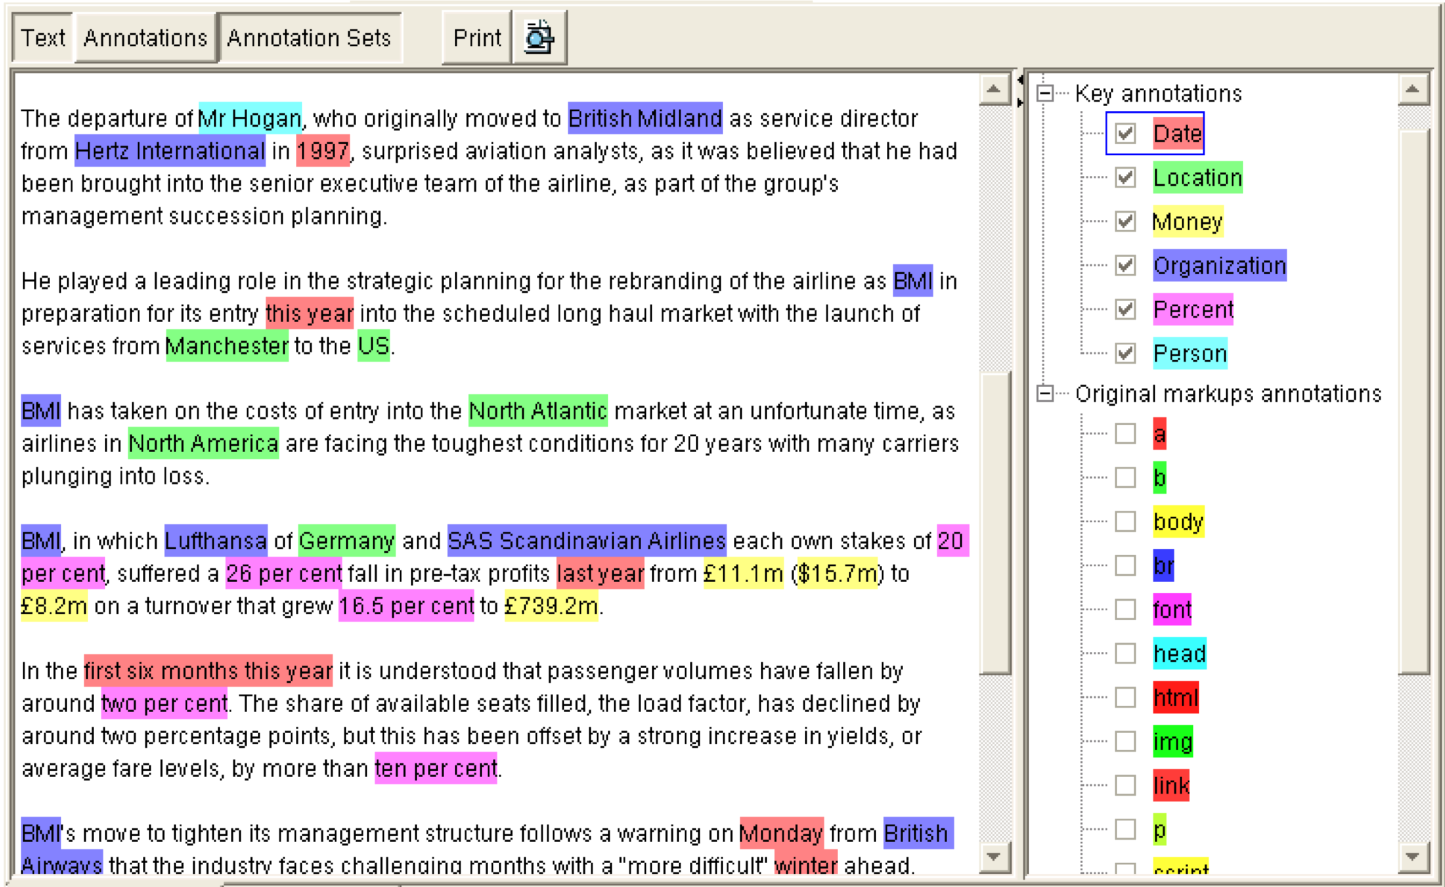 Text Annotations Annotation Sets Print
The departure of Mr Hogan, who originally moved to British Midland as service director
from Hertz International in 1997, surprised aviation analysts, as it was believed that he had
been brought into the senior executive team of the airline, as part of the group's
management succession planning.
He played a leading role in the strategic planning for the rebranding of the airline as BMI in
preparation for its entry this year into the scheduled long haul market with the launch of
services from Manchester to the US.
BMI has taken on the costs of entry into the North Atlantic market at an unfortunate time, as
airlines in North America are facing the toughest conditions for 20 years with many carriers
plunging into loss.
BMI, in which Lufthansa of Germany and SAS Scandinavian Airlines each own stakes of 20
per cent, suffered a 26 per cent fall in pre-tax profits last year from £11.1m ($15.7m) to
£8.2m on a turnover that grew 16.5 per cent to £739.2m.
In the first six months this year it is understood that passenger volumes have fallen by
around two per cent. The share of available seats filled, the load factor, has declined by
around two percentage points, but this has been offset by a strong increase in yields, or
average fare levels, by more than ten per cent.
BMI's move to tighten its management structure follows a warning on Monday from British
Airways that the industry faces challenging months with a "more difficult" winter ahead.
Key annotations
Date
Location
Money
Organization
Percent
Person
Original markups annotations
a
b
body
br
font
head
html
img
link
p
script